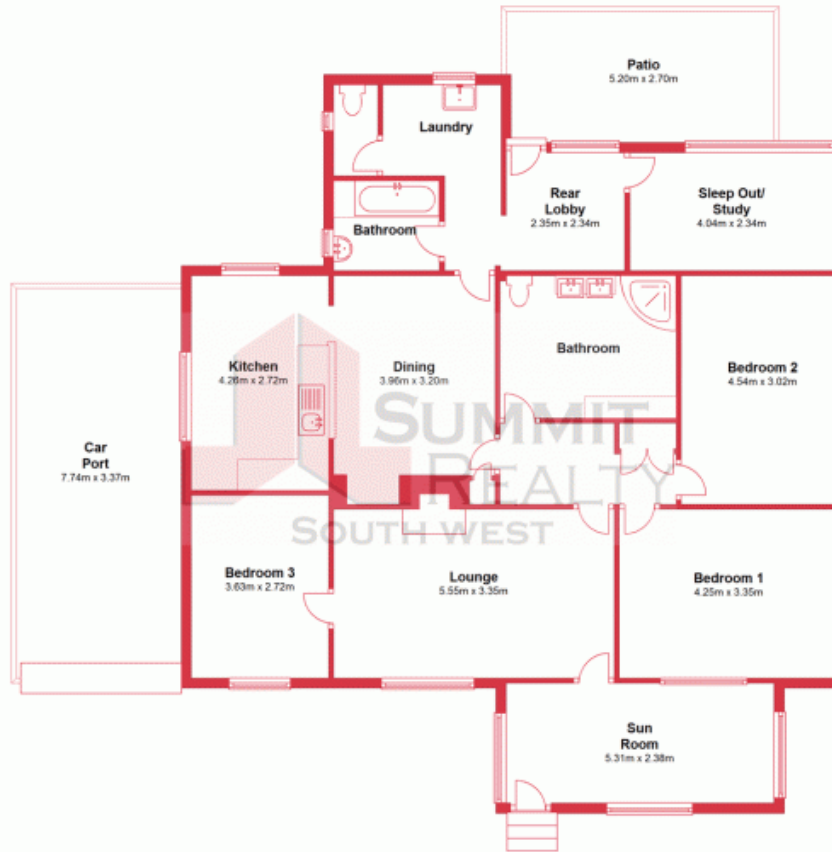 Patio
5.20m x 2.70m
Laundry
Rear
Lobby
2.35m x 2.34m
Sleep Out/
Study
4.04m x 2.34m
Bathroom
Kitchen
4.26m x 2.72m
Dining
3.96m x 3.20m
Bathroom
Bedroom 2
4.54m x 3.02m
Car
Port
7.74m x 3.37m
SUMMIT
REALTY
SOUTH WEST
Bedroom 3
3.63m x 2.72m
Lounge
5.55m x 3.35m
Bedroom 1
4.25m x 3.35m
Sun
Room
5.31m x 2.38m